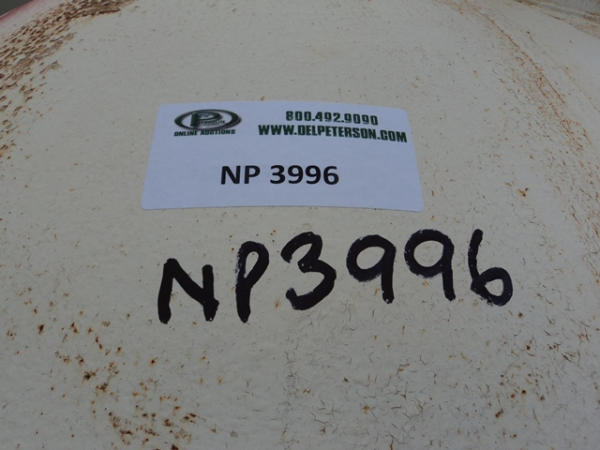 800.492.9090
ONLINE AUCTIONS WWW.DELPETERSON.COM
NP 3996
NP3996